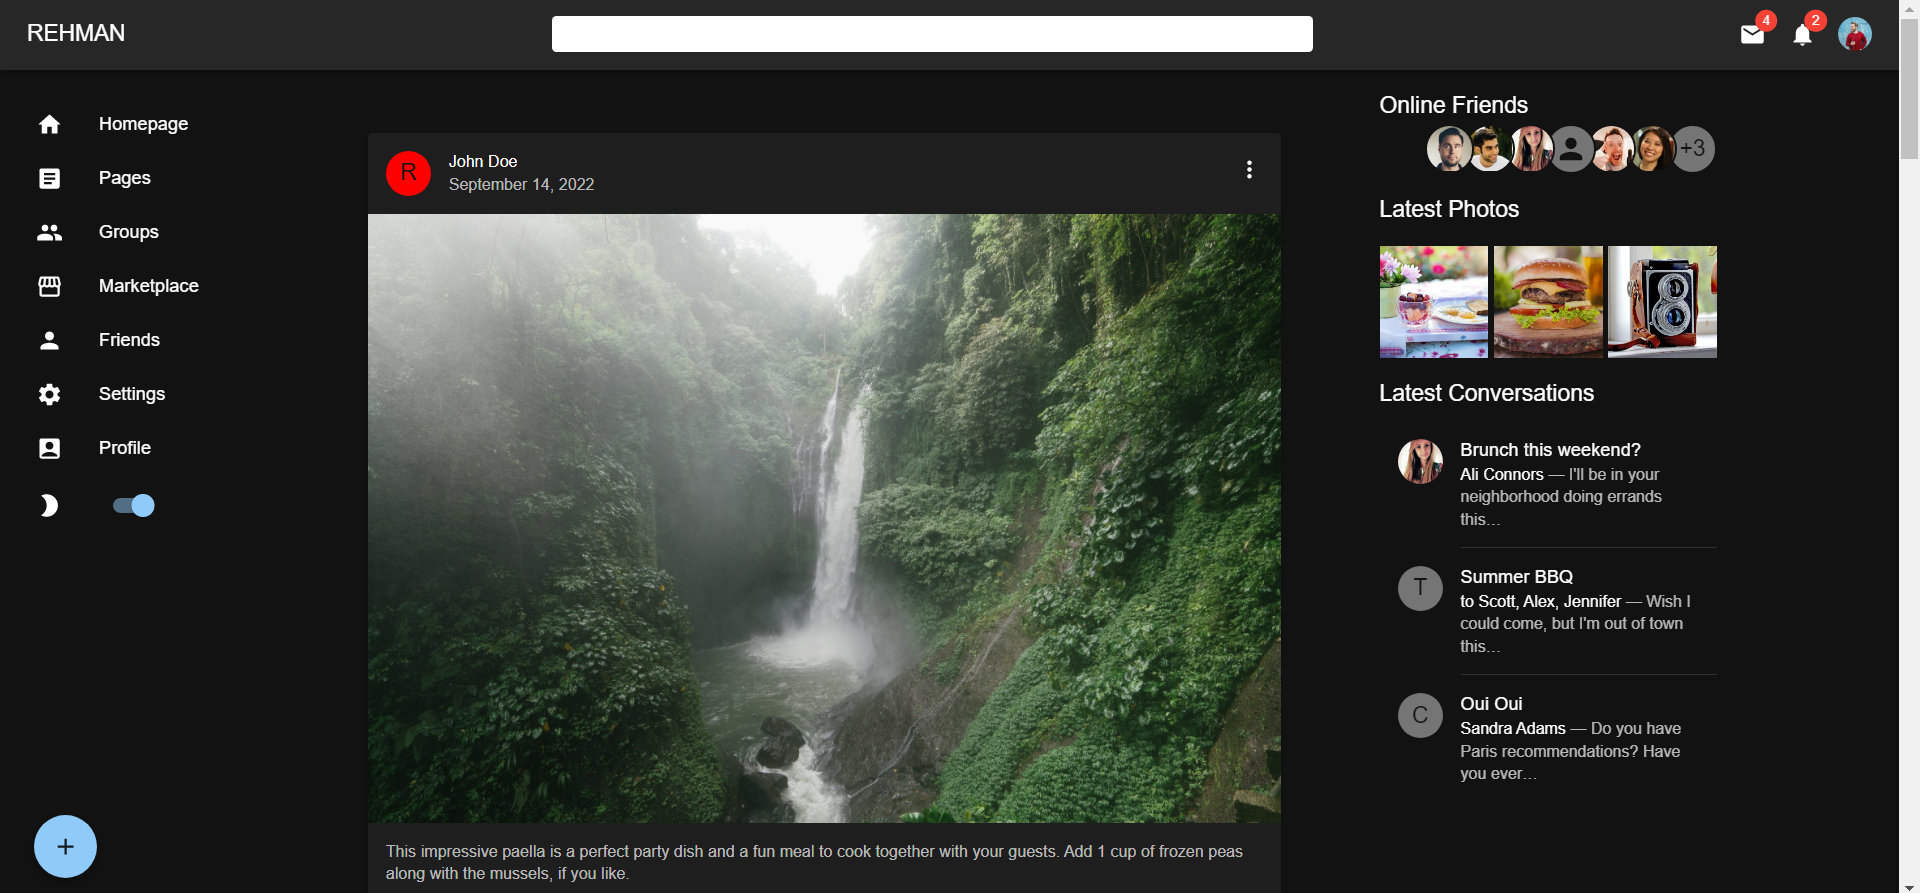 REHMAN
4
2
Homepage
Pages
Groups
Marketplace
Friends
Settings
Profile
+
R
John Doe
September 14, 2022
This impressive paella is a perfect party dish and a fun meal to cook together with your guests. Add 1 cup of frozen peas
along with the mussels, if you like.
Online Friends
+3
Latest Photos
Latest Conversations
Brunch this weekend?
Ali Connors — I'll be in your
neighborhood doing errands
this…
T
Summer BBQ
to Scott, Alex, Jennifer — Wish I
could come, but I'm out of town
this…
C
Oui Oui
Sandra Adams — Do you have
Paris recommendations? Have
you ever…